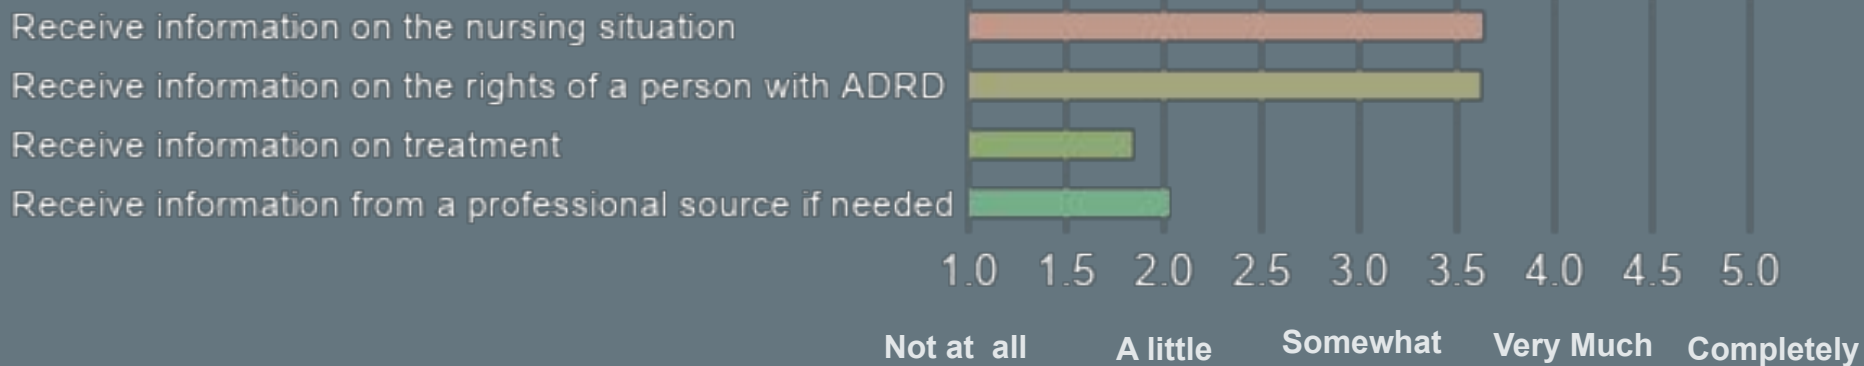 Receive information on the nursing situation
Receive information on the rights of a person with ADRD
Receive information on treatment
Receive information from a professional source if needed
1.0 1.5 2.0 2.5 3.0 3.5 4.0 4.5 5.0
Not at all A little Somewhat Very Much Completely